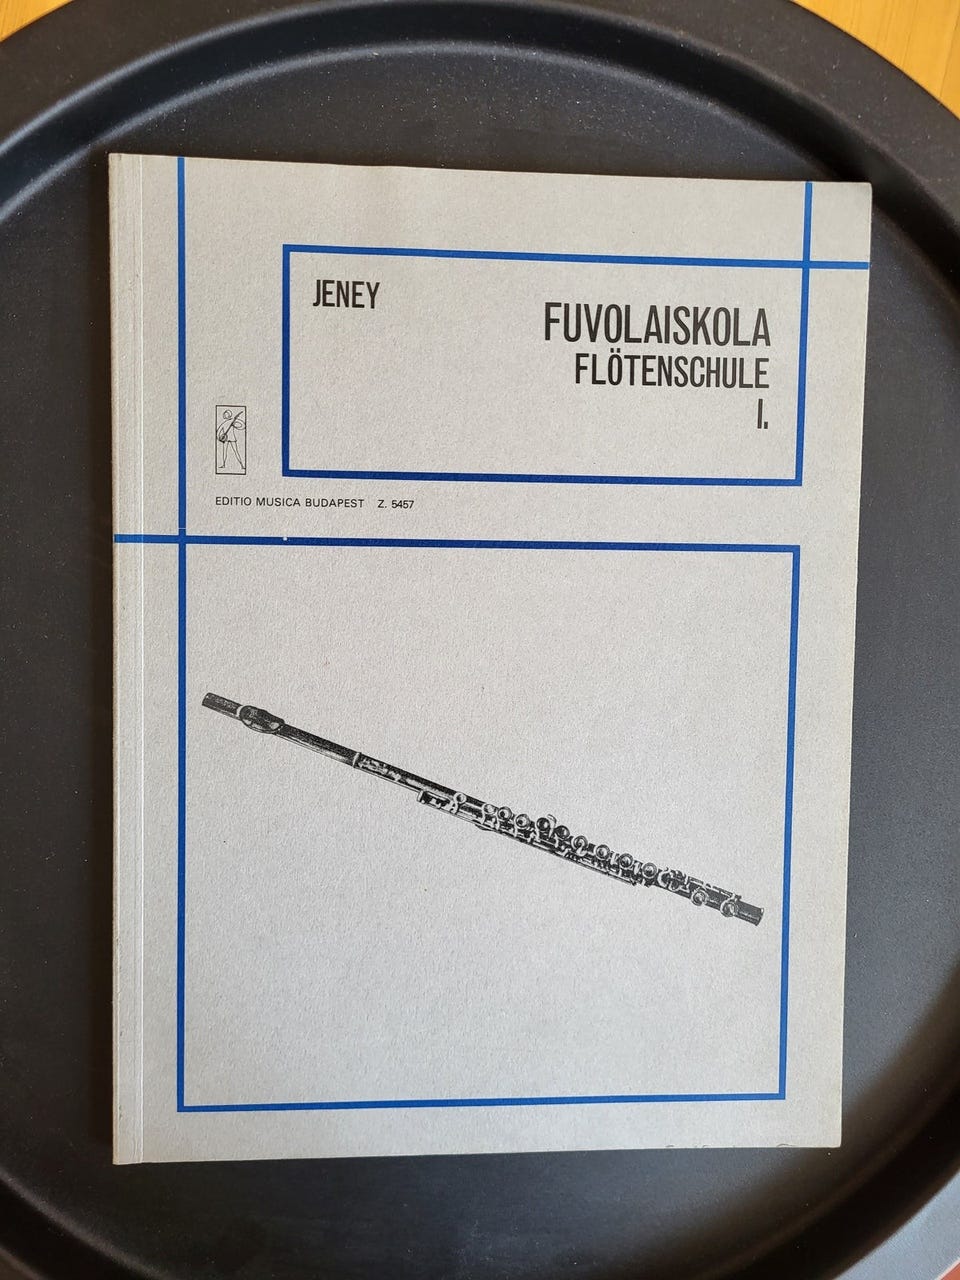 JENEY
FUVOLAISKOLA
FLÖTENSCHULE
I.
EDITIO MUSICA BUDAPEST Z. 5457